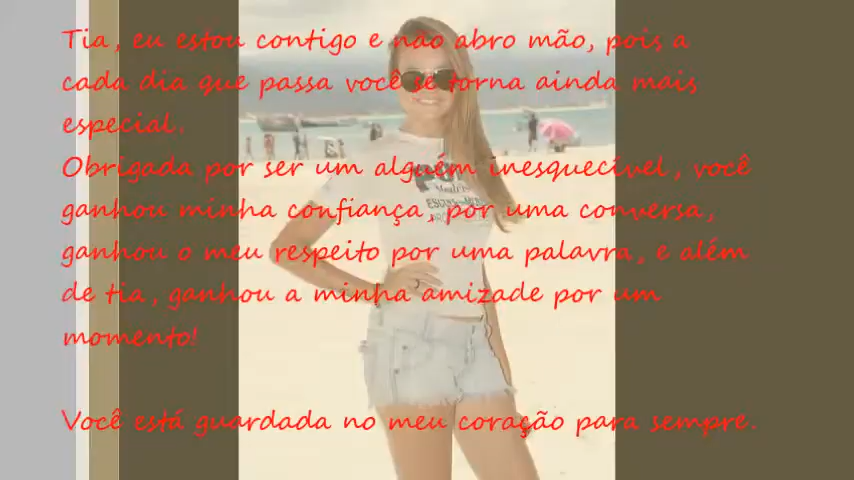 Tia, eu estou contigo e não abro mão, pois a
cada dia que passa você se torna ainda mais
especial.
Obrigada por ser um alguém inesquecível, você
ganhou minha confiança, por uma conversa,
ganhou o meu respeito por uma palavra, e além
de tia, ganhou a minha amizade por um
momento!
Você está guardada no meu coração para sempre.